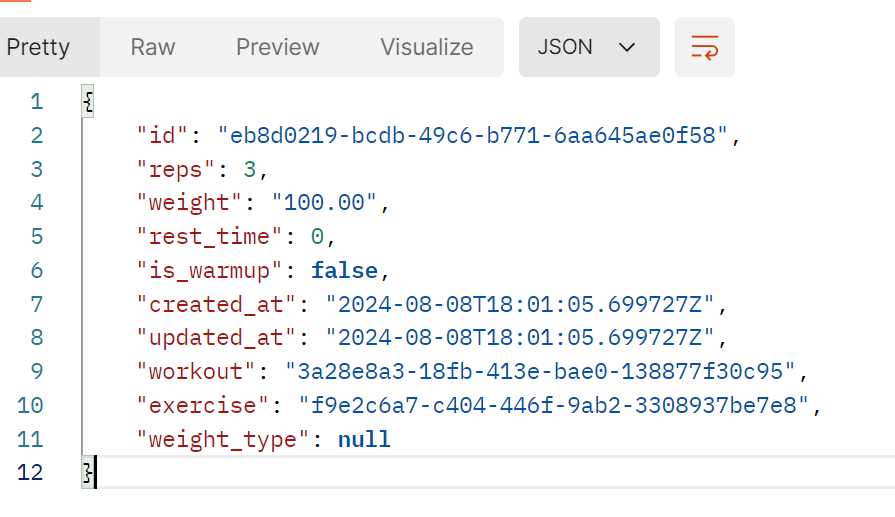 Pretty Raw Preview Visualize JSON
1 {
2 "id": "eb8d0219-bcdb-49c6-b771-6aa645ae0f58",
3 "reps": 3,
4 "weight": "100.00",
5 "rest_time": 0,
6 "is_warmup": false,
7 "created_at": "2024-08-08T18:01:05.699727Z",
8 "updated_at": "2024-08-08T18:01:05.699727Z",
9 "workout": "3a28e8a3-18fb-413e-bae0-138877f30c95",
10 "exercise": "f9e2c6a7-c404-446f-9ab2-3308937be7e8",
11 "weight_type": null
12 }